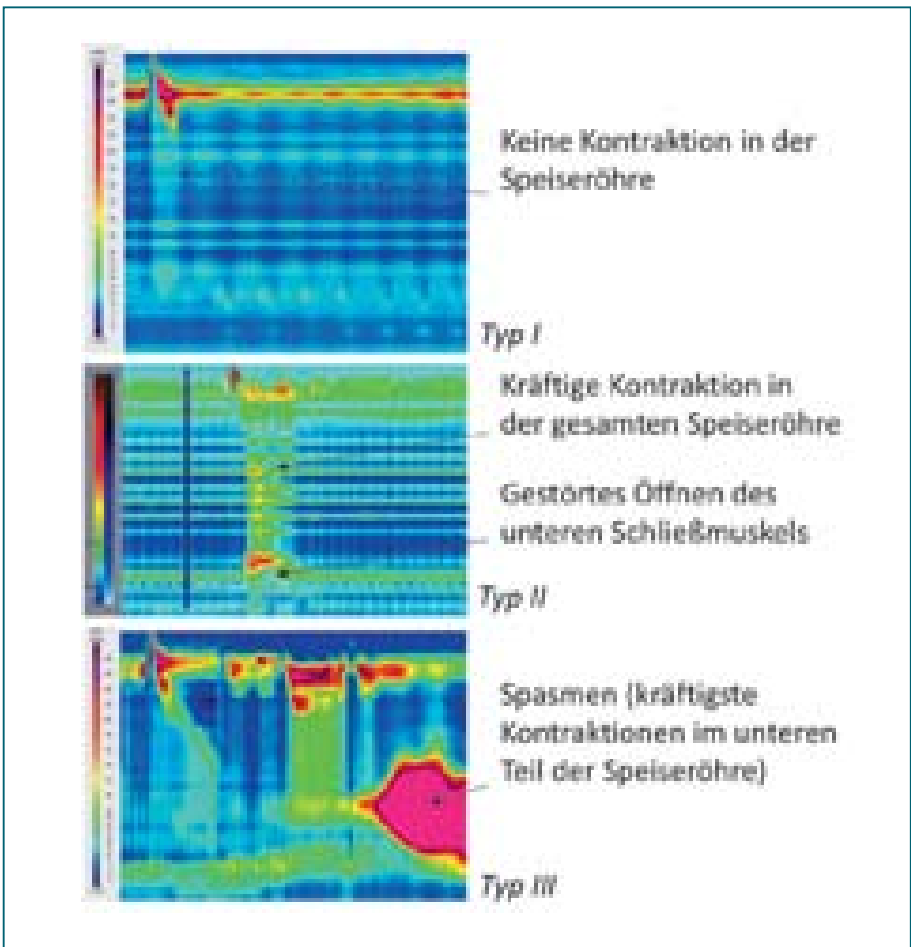 Keine Kontraktion in der
Speiseröhre
Typ I
Kräftige Kontraktion in
der gesamten Speiseröhre
Gestörtes Öffnen des
unteren Schließmuskels
Typ II
Spasmen (kräftigste
Kontraktionen im unteren
Teil der Speiseröhre)
Typ III